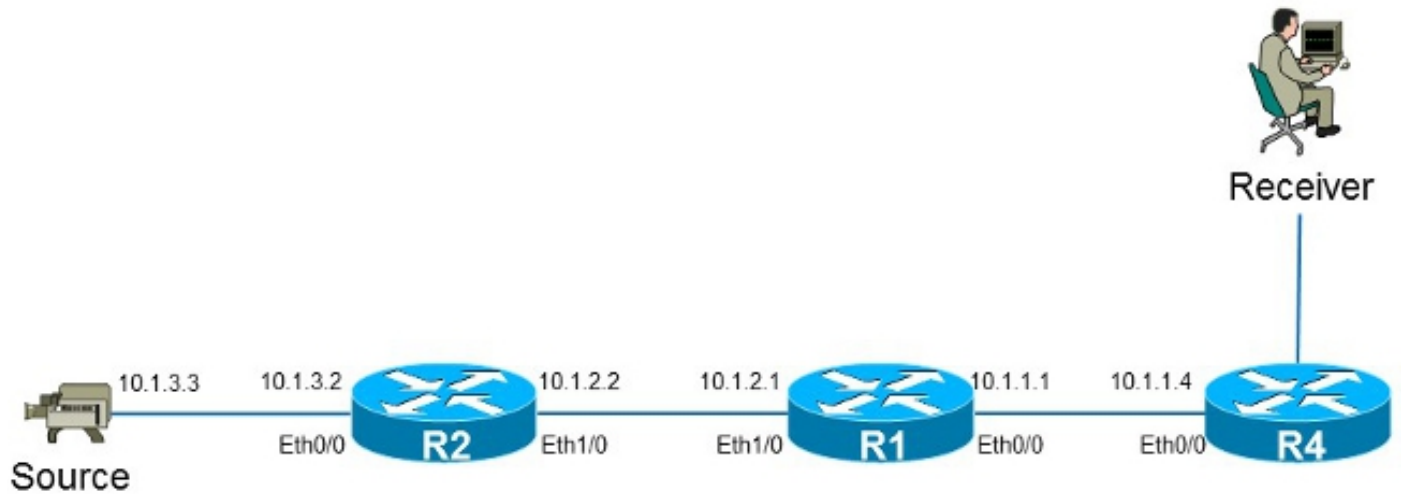 Receiver
10.1.3.3
10.1.3.2
10.1.2.2
10.1.2.1
10.1.1.1
10.1.1.4
Eth0/0
R2
Eth1/0
Eth1/0
R1
Eth0/0
Eth0/0
R4
Source